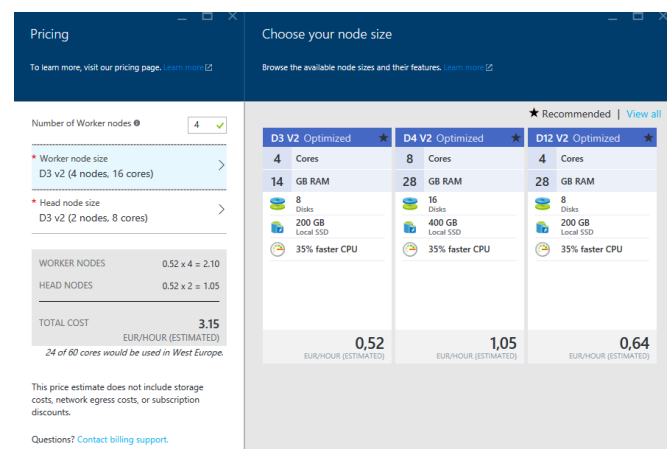 Pricing
To learn more, visit our pricing page. Learn more
Number of Worker nodes
4
* Worker node size
D3 v2 (4 nodes, 16 cores)
* Head node size
D3 v2 (2 nodes, 8 cores)
WORKER NODES 0.52 x 4 = 2.10
HEAD NODES 0.52 x 2 = 1.05
TOTAL COST 3.15
EUR/HOUR (ESTIMATED)
24 of 60 cores would be used in West Europe.
This price estimate does not include storage
costs, network egress costs, or subscription
discounts.
Questions? Contact billing support.
Choose your node size
Browse the available node sizes and their features. Learn more
★ Recommended | View all
D3 V2 Optimized ★
4 Cores
14 GB RAM
8
Disks
200 GB
Local SSD
35% faster CPU
0,52
EUR/HOUR (ESTIMATED)
D4 V2 Optimized ★
8 Cores
28 GB RAM
16
Disks
400 GB
Local SSD
35% faster CPU
1,05
EUR/HOUR (ESTIMATED)
D12 V2 Optimized ★
4 Cores
28 GB RAM
8
Disks
200 GB
Local SSD
35% faster CPU
0,64
EUR/HOUR (ESTIMATED)